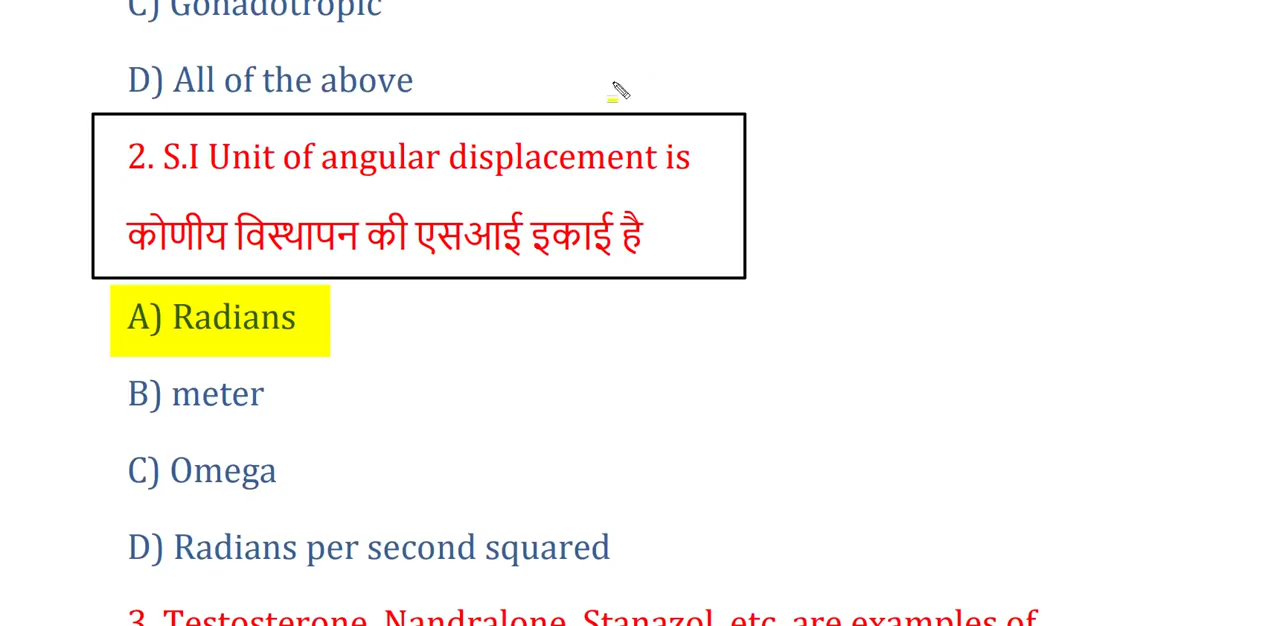 C) Gonadotropic
D) All of the above
2. S.I Unit of angular displacement is
कोणीय विस्थापन की एसआई इकाई है
A) Radians
B) meter
C) Omega
D) Radians per second squared
3. Testosterone, Nandralone, Stanazol, etc. are examples of